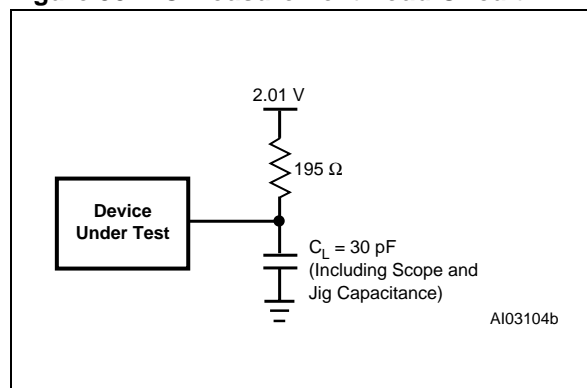 2.01 V
195 Ω
Device
Under Test
C_L = 30 pF
(Including Scope and
Jig Capacitance)
AI03104b